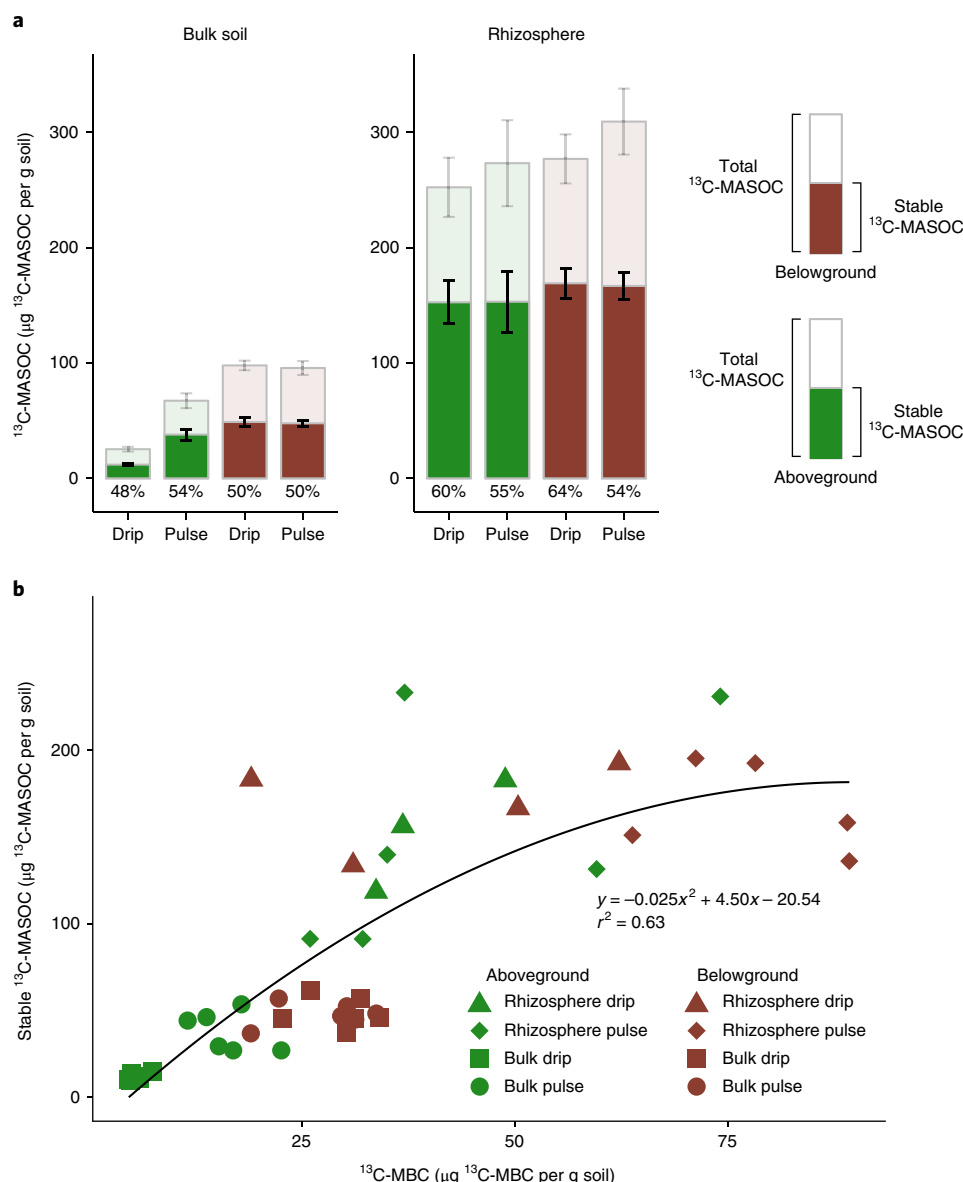 a
Bulk soil
Rhizosphere
¹³C-MASOC (µg ¹³C-MASOC per g soil)
300
200
100
0
48%
54%
50%
50%
60%
55%
64%
54%
Drip
Pulse
Drip
Pulse
Drip
Pulse
Drip
Pulse
Total
¹³C-MASOC
Stable
¹³C-MASOC
Belowground
Total
¹³C-MASOC
Stable
¹³C-MASOC
Aboveground
b
Stable ¹³C-MASOC (µg ¹³C-MASOC per g soil)
200
100
0
y = −0.025x² + 4.50x − 20.54
r² = 0.63
Aboveground
Rhizosphere drip
Rhizosphere pulse
Bulk drip
Bulk pulse
Belowground
Rhizosphere drip
Rhizosphere pulse
Bulk drip
Bulk pulse
25
50
75
¹³C-MBC (µg ¹³C-MBC per g soil)